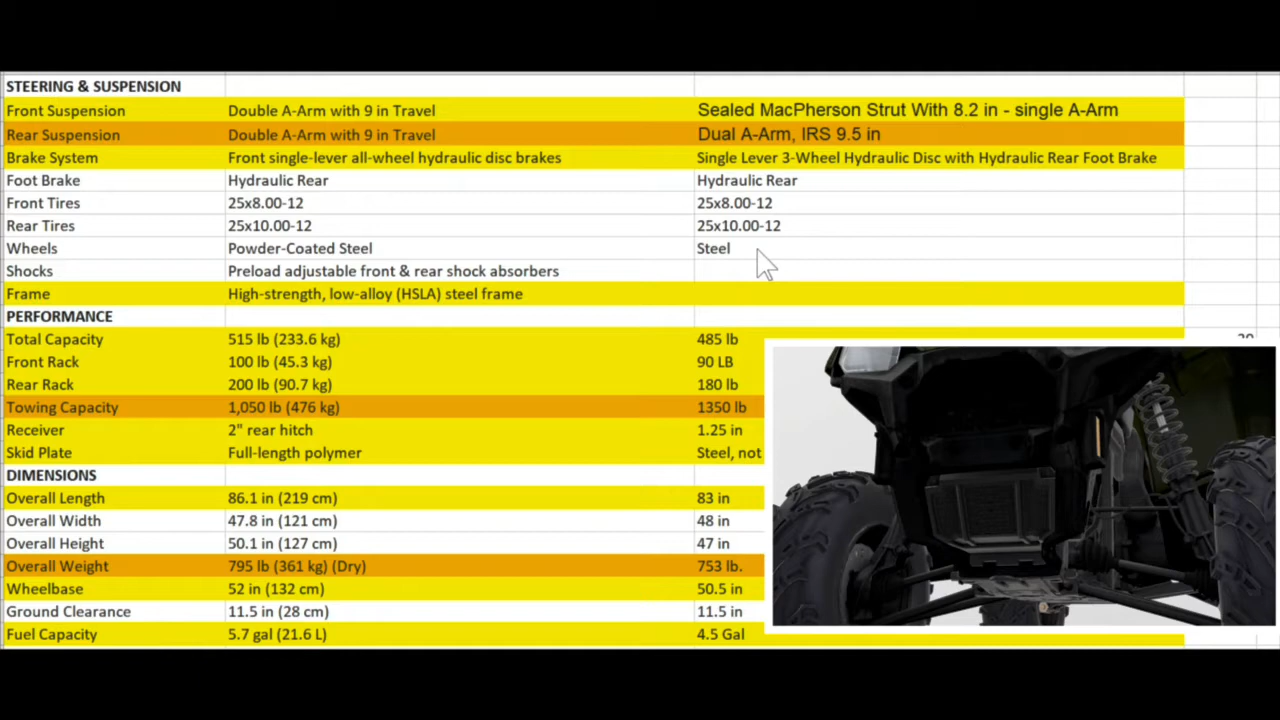 STEERING & SUSPENSION
Front Suspension Double A-Arm with 9 in Travel Sealed MacPherson Strut With 8.2 in - single A-Arm
Rear Suspension Double A-Arm with 9 in Travel Dual A-Arm, IRS 9.5 in
Brake System Front single-lever all-wheel hydraulic disc brakes Single Lever 3-Wheel Hydraulic Disc with Hydraulic Rear Foot Brake
Foot Brake Hydraulic Rear Hydraulic Rear
Front Tires 25x8.00-12 25x8.00-12
Rear Tires 25x10.00-12 25x10.00-12
Wheels Powder-Coated Steel Steel
Shocks Preload adjustable front & rear shock absorbers
Frame High-strength, low-alloy (HSLA) steel frame
PERFORMANCE
Total Capacity 515 lb (233.6 kg) 485 lb
Front Rack 100 lb (45.3 kg) 90 LB
Rear Rack 200 lb (90.7 kg) 180 lb
Towing Capacity 1,050 lb (476 kg) 1350 lb
Receiver 2" rear hitch 1.25 in
Skid Plate Full-length polymer Steel, not
DIMENSIONS
Overall Length 86.1 in (219 cm) 83 in
Overall Width 47.8 in (121 cm) 48 in
Overall Height 50.1 in (127 cm) 47 in
Overall Weight 795 lb (361 kg) (Dry) 753 lb.
Wheelbase 52 in (132 cm) 50.5 in
Ground Clearance 11.5 in (28 cm) 11.5 in
Fuel Capacity 5.7 gal (21.6 L) 4.5 Gal